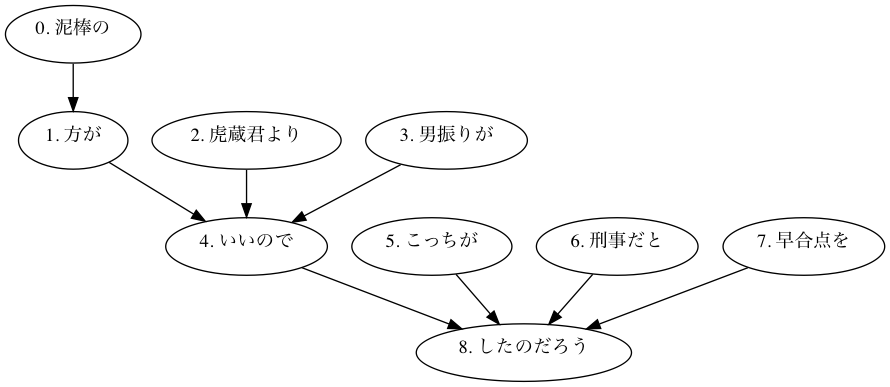 0. 泥棒の
1. 方が
2. 虎蔵君より
3. 男振りが
4. いいので
5. こっちが
6. 刑事だと
7. 早合点を
8. したのだろう